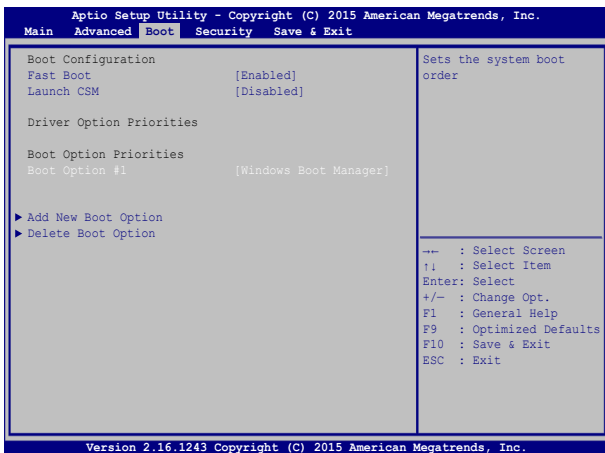 Aptio Setup Utility - Copyright (C) 2015 American Megatrends, Inc.
Main Advanced Boot Security Save & Exit
Boot Configuration
Fast Boot [Enabled]
Launch CSM [Disabled]
Driver Option Priorities
Boot Option Priorities
Boot Option #1 [Windows Boot Manager]
▶ Add New Boot Option
▶ Delete Boot Option
Sets the system boot
order
→← : Select Screen
↑↓ : Select Item
Enter: Select
+/— : Change Opt.
F1 : General Help
F9 : Optimized Defaults
F10 : Save & Exit
ESC : Exit
Version 2.16.1243 Copyright (C) 2015 American Megatrends, Inc.